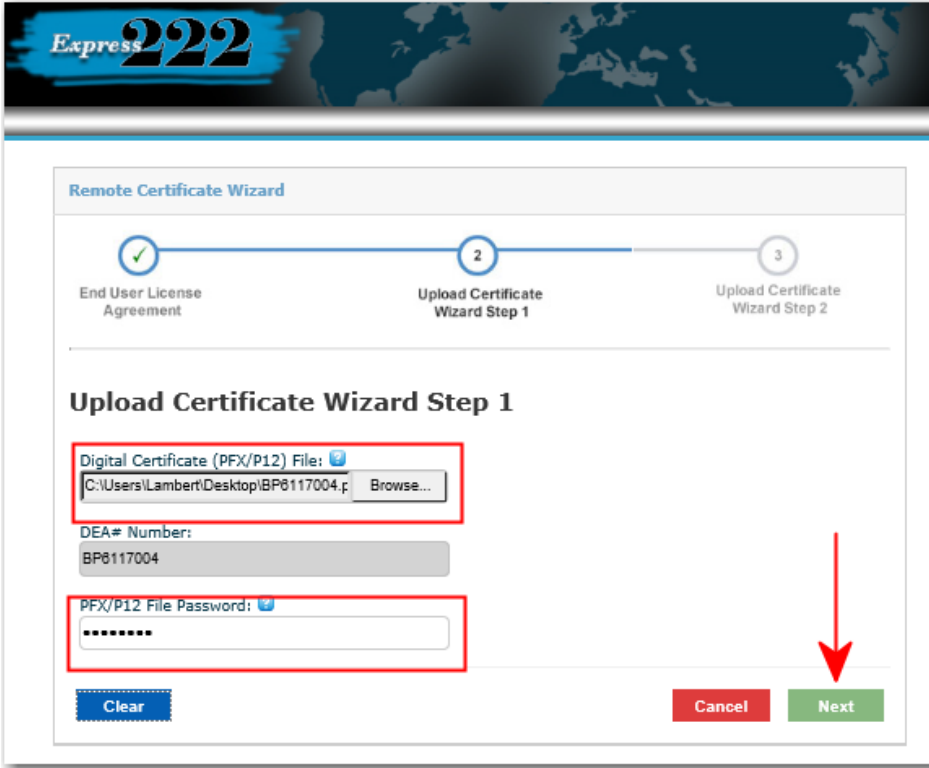 Express 222
Remote Certificate Wizard
✓
2
3
End User License
Agreement
Upload Certificate
Wizard Step 1
Upload Certificate
Wizard Step 2
Upload Certificate Wizard Step 1
Digital Certificate (PFX/P12) File: ?
C:\Users\Lambert\Desktop\BP6117004.p Browse...
DEA# Number:
BP6117004
PFX/P12 File Password: ?
••••••••
Clear Cancel Next